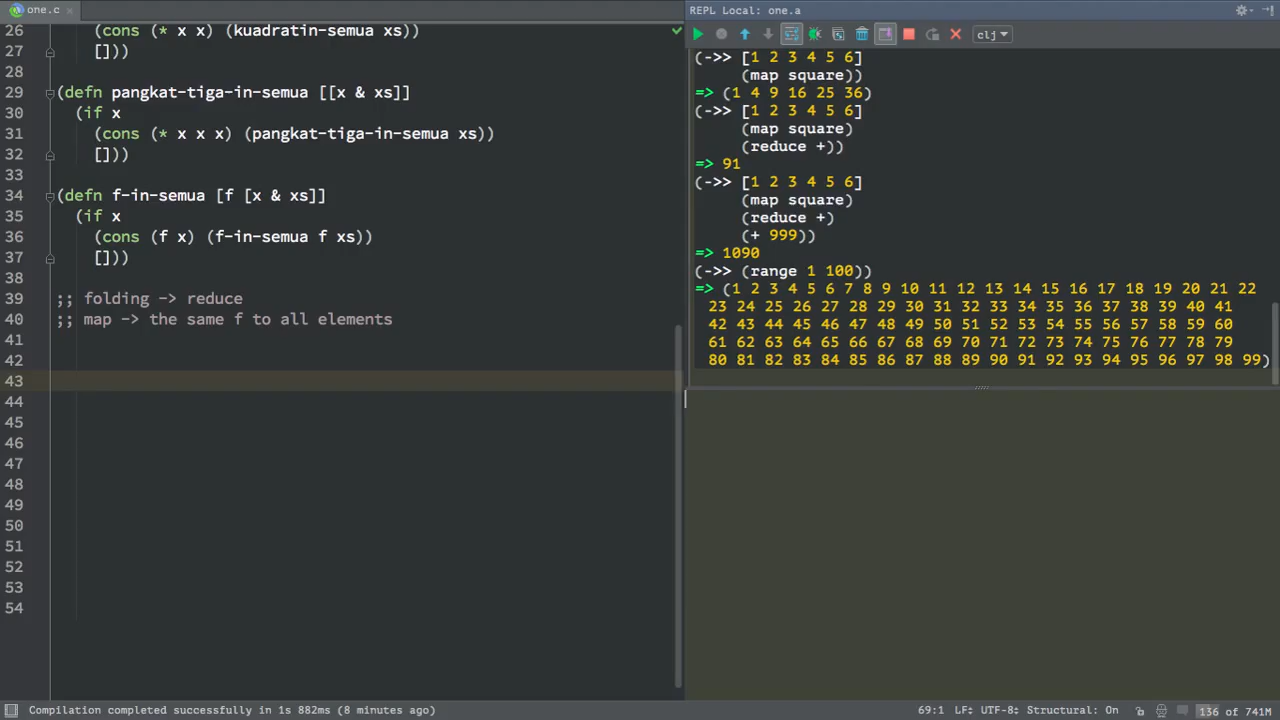 one.c
REPL Local: one.a
clj
26 (cons (* x x) (kuadratin-semua xs))
27 []))
28
29 (defn pangkat-tiga-in-semua [[x & xs]]
30 (if x
31 (cons (* x x x) (pangkat-tiga-in-semua xs))
32 []))
33
34 (defn f-in-semua [f [x & xs]]
35 (if x
36 (cons (f x) (f-in-semua f xs))
37 []))
38
39 ;; folding -> reduce
40 ;; map -> the same f to all elements
41
42
43
44
45
46
47
48
49
50
51
52
53
54
(->> [1 2 3 4 5 6]
(map square))
=> (1 4 9 16 25 36)
(->> [1 2 3 4 5 6]
(map square)
(reduce +))
=> 91
(->> [1 2 3 4 5 6]
(map square)
(reduce +)
(+ 999))
=> 1090
(->> (range 1 100))
=> (1 2 3 4 5 6 7 8 9 10 11 12 13 14 15 16 17 18 19 20 21 22
23 24 25 26 27 28 29 30 31 32 33 34 35 36 37 38 39 40 41
42 43 44 45 46 47 48 49 50 51 52 53 54 55 56 57 58 59 60
61 62 63 64 65 66 67 68 69 70 71 72 73 74 75 76 77 78 79
80 81 82 83 84 85 86 87 88 89 90 91 92 93 94 95 96 97 98 99)
Compilation completed successfully in 1s 882ms (8 minutes ago)
69:1 LF÷ UTF-8÷ Structural: On 136 of 741M